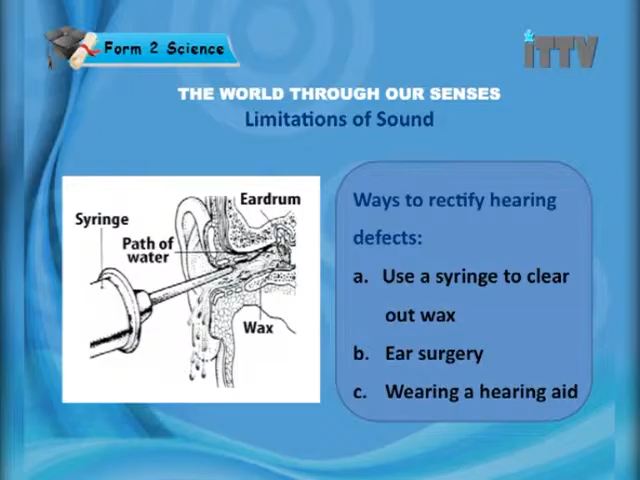 Form 2 Science
iTTV
THE WORLD THROUGH OUR SENSES
Limitations of Sound
Eardrum
Syringe
Path of
water
Wax
Ways to rectify hearing
defects:
a. Use a syringe to clear
out wax
b. Ear surgery
c. Wearing a hearing aid